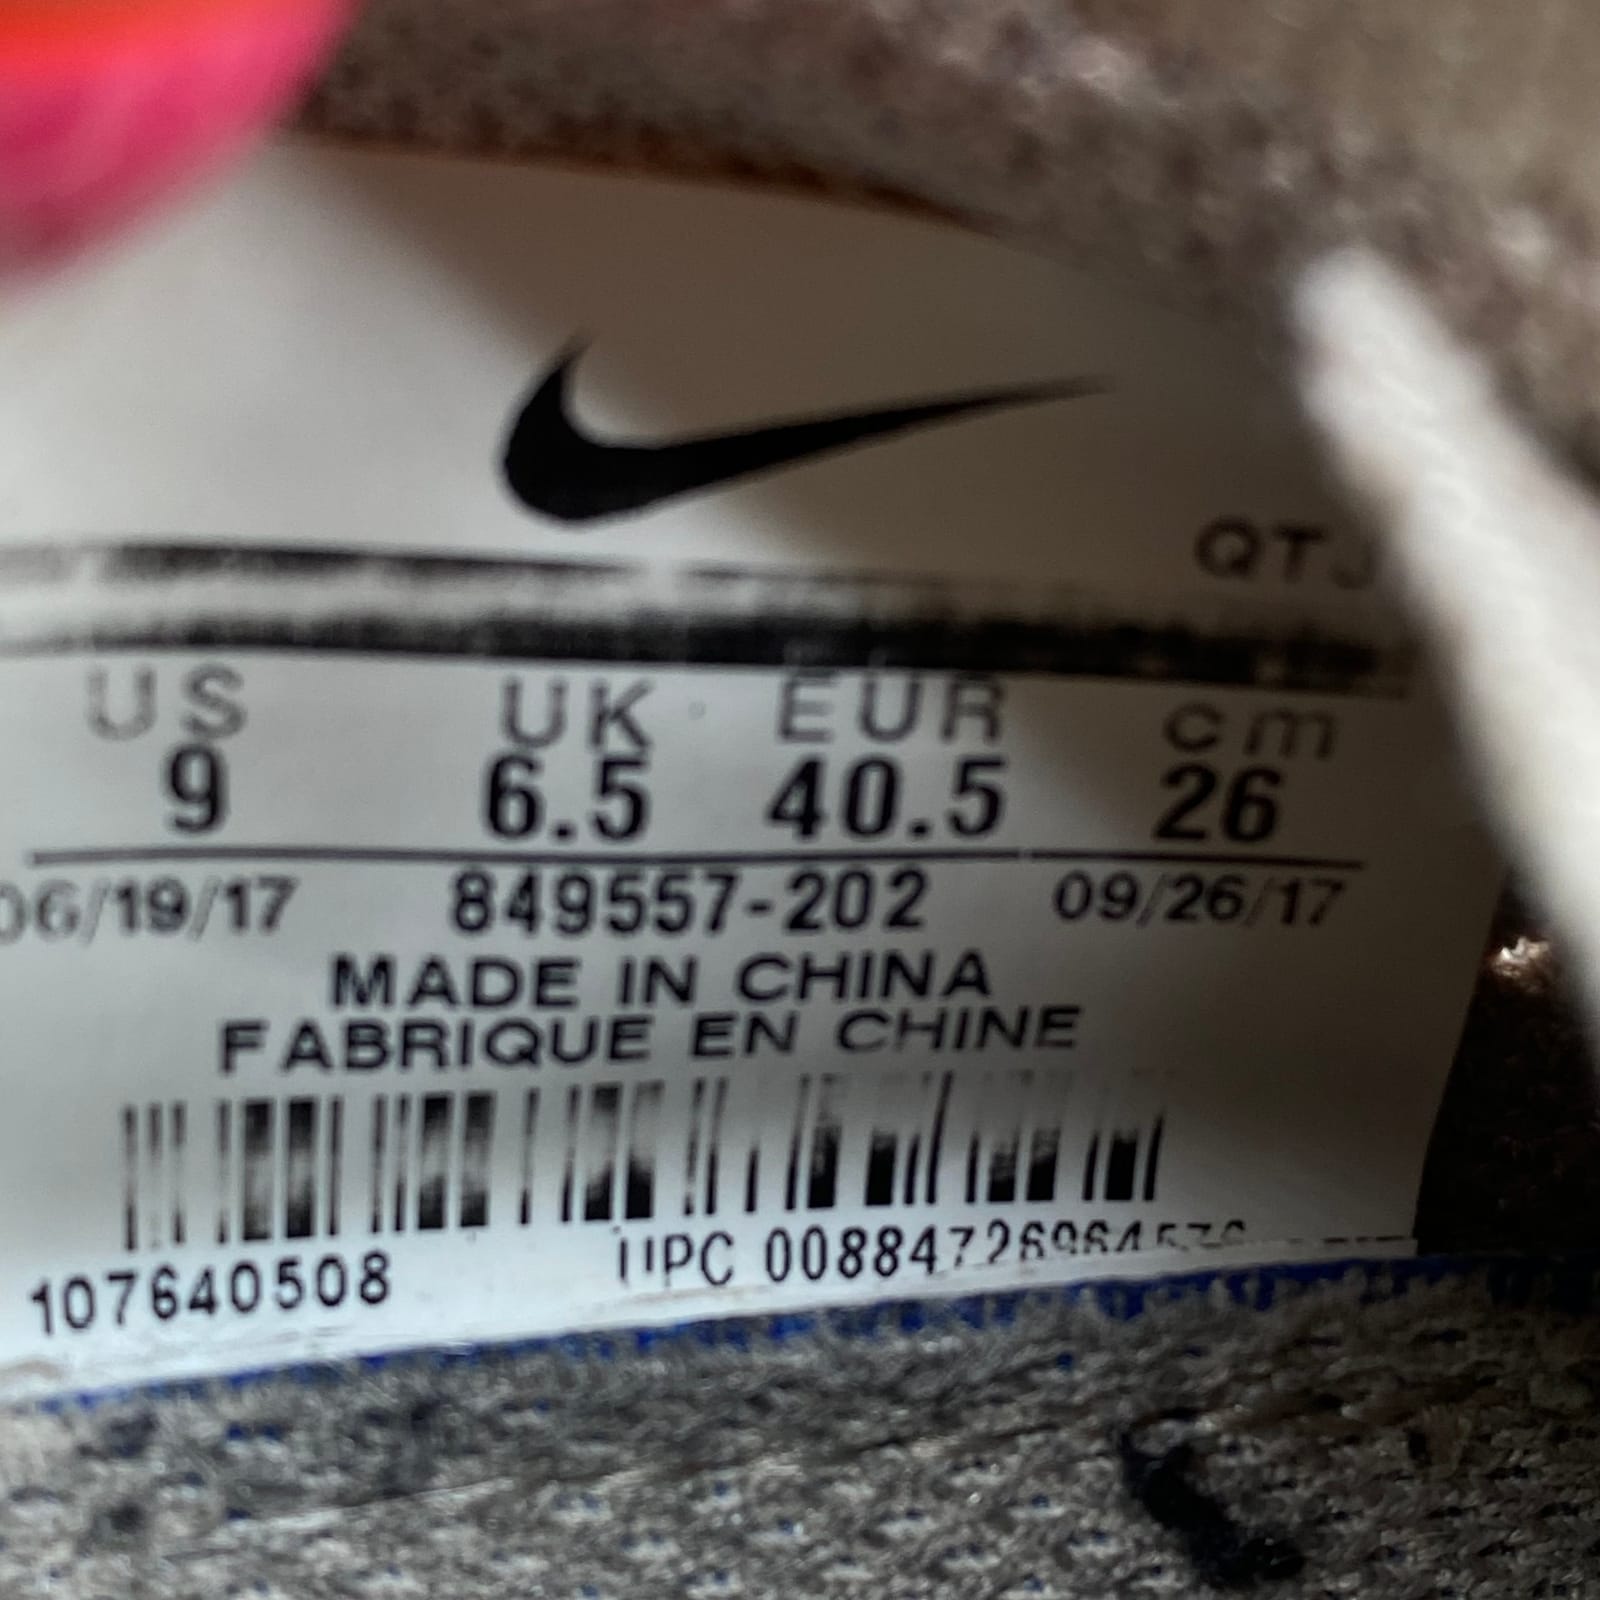 QTJ
US UK EUR cm
9 6.5 40.5 26
06/19/17 849557-202 09/26/17
MADE IN CHINA
FABRIQUE EN CHINE
107640508 UPC